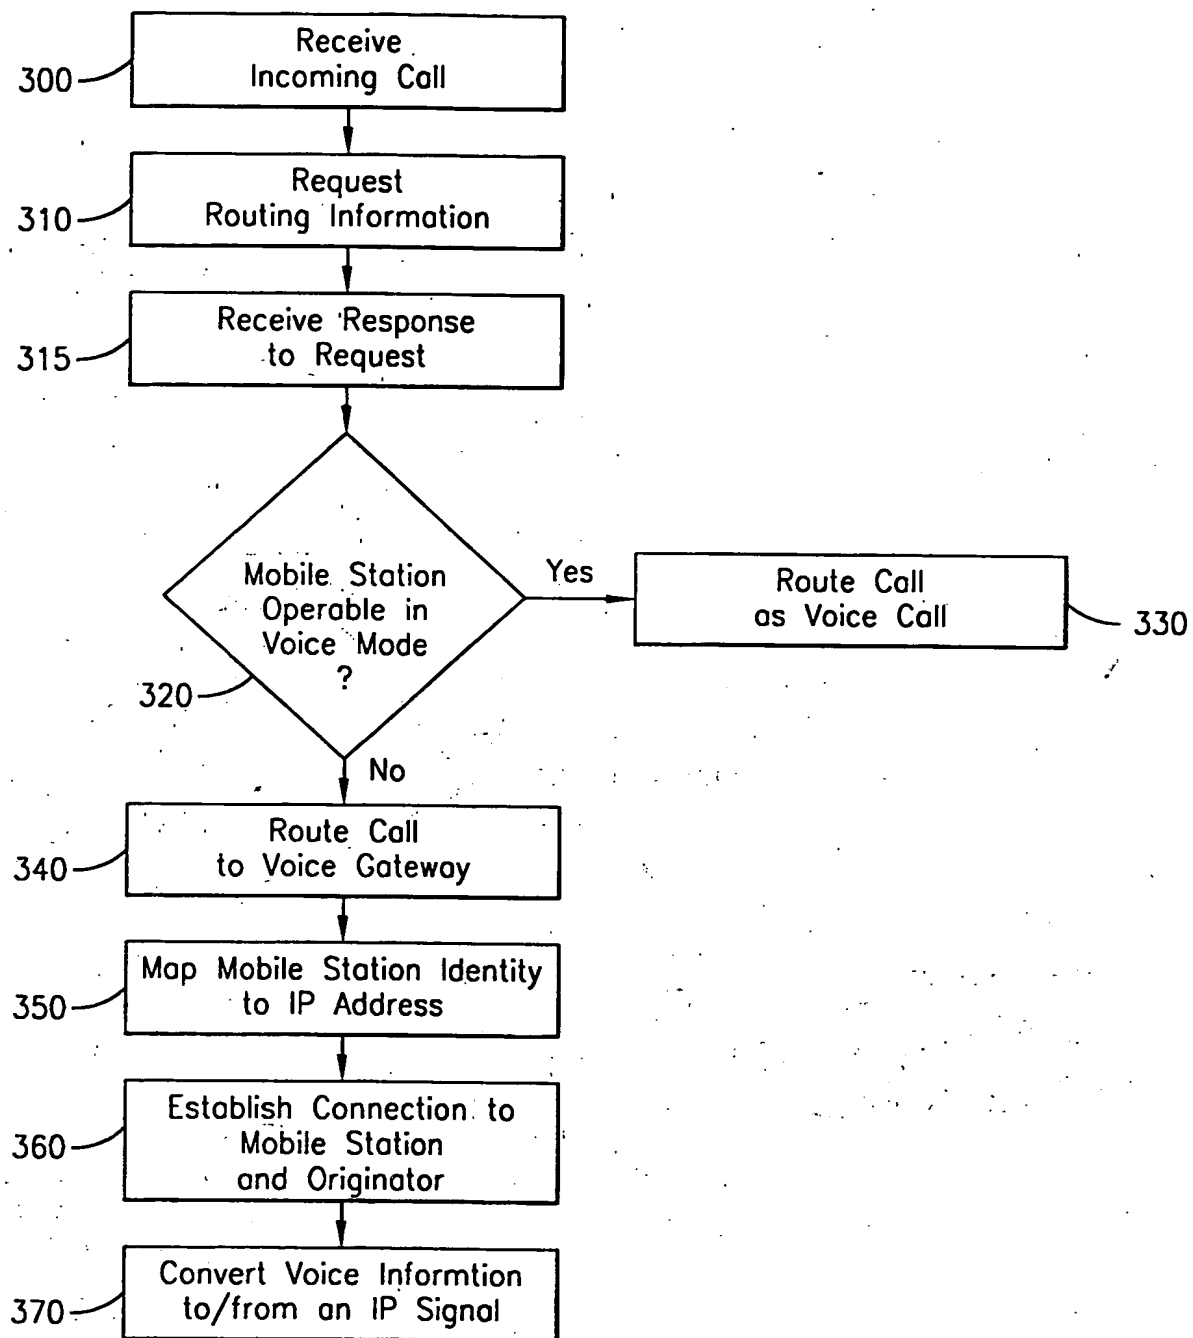 Receive
Incoming Call
300
Request
Routing Information
310
Receive Response
to Request
315
Mobile Station
Operable in
Voice Mode
?
320
Yes
Route Call
as Voice Call
330
No
Route Call
to Voice Gateway
340
Map Mobile Station Identity
to IP Address
350
Establish Connection to
Mobile Station
and Originator
360
Convert Voice Informtion
to/from an IP Signal
370